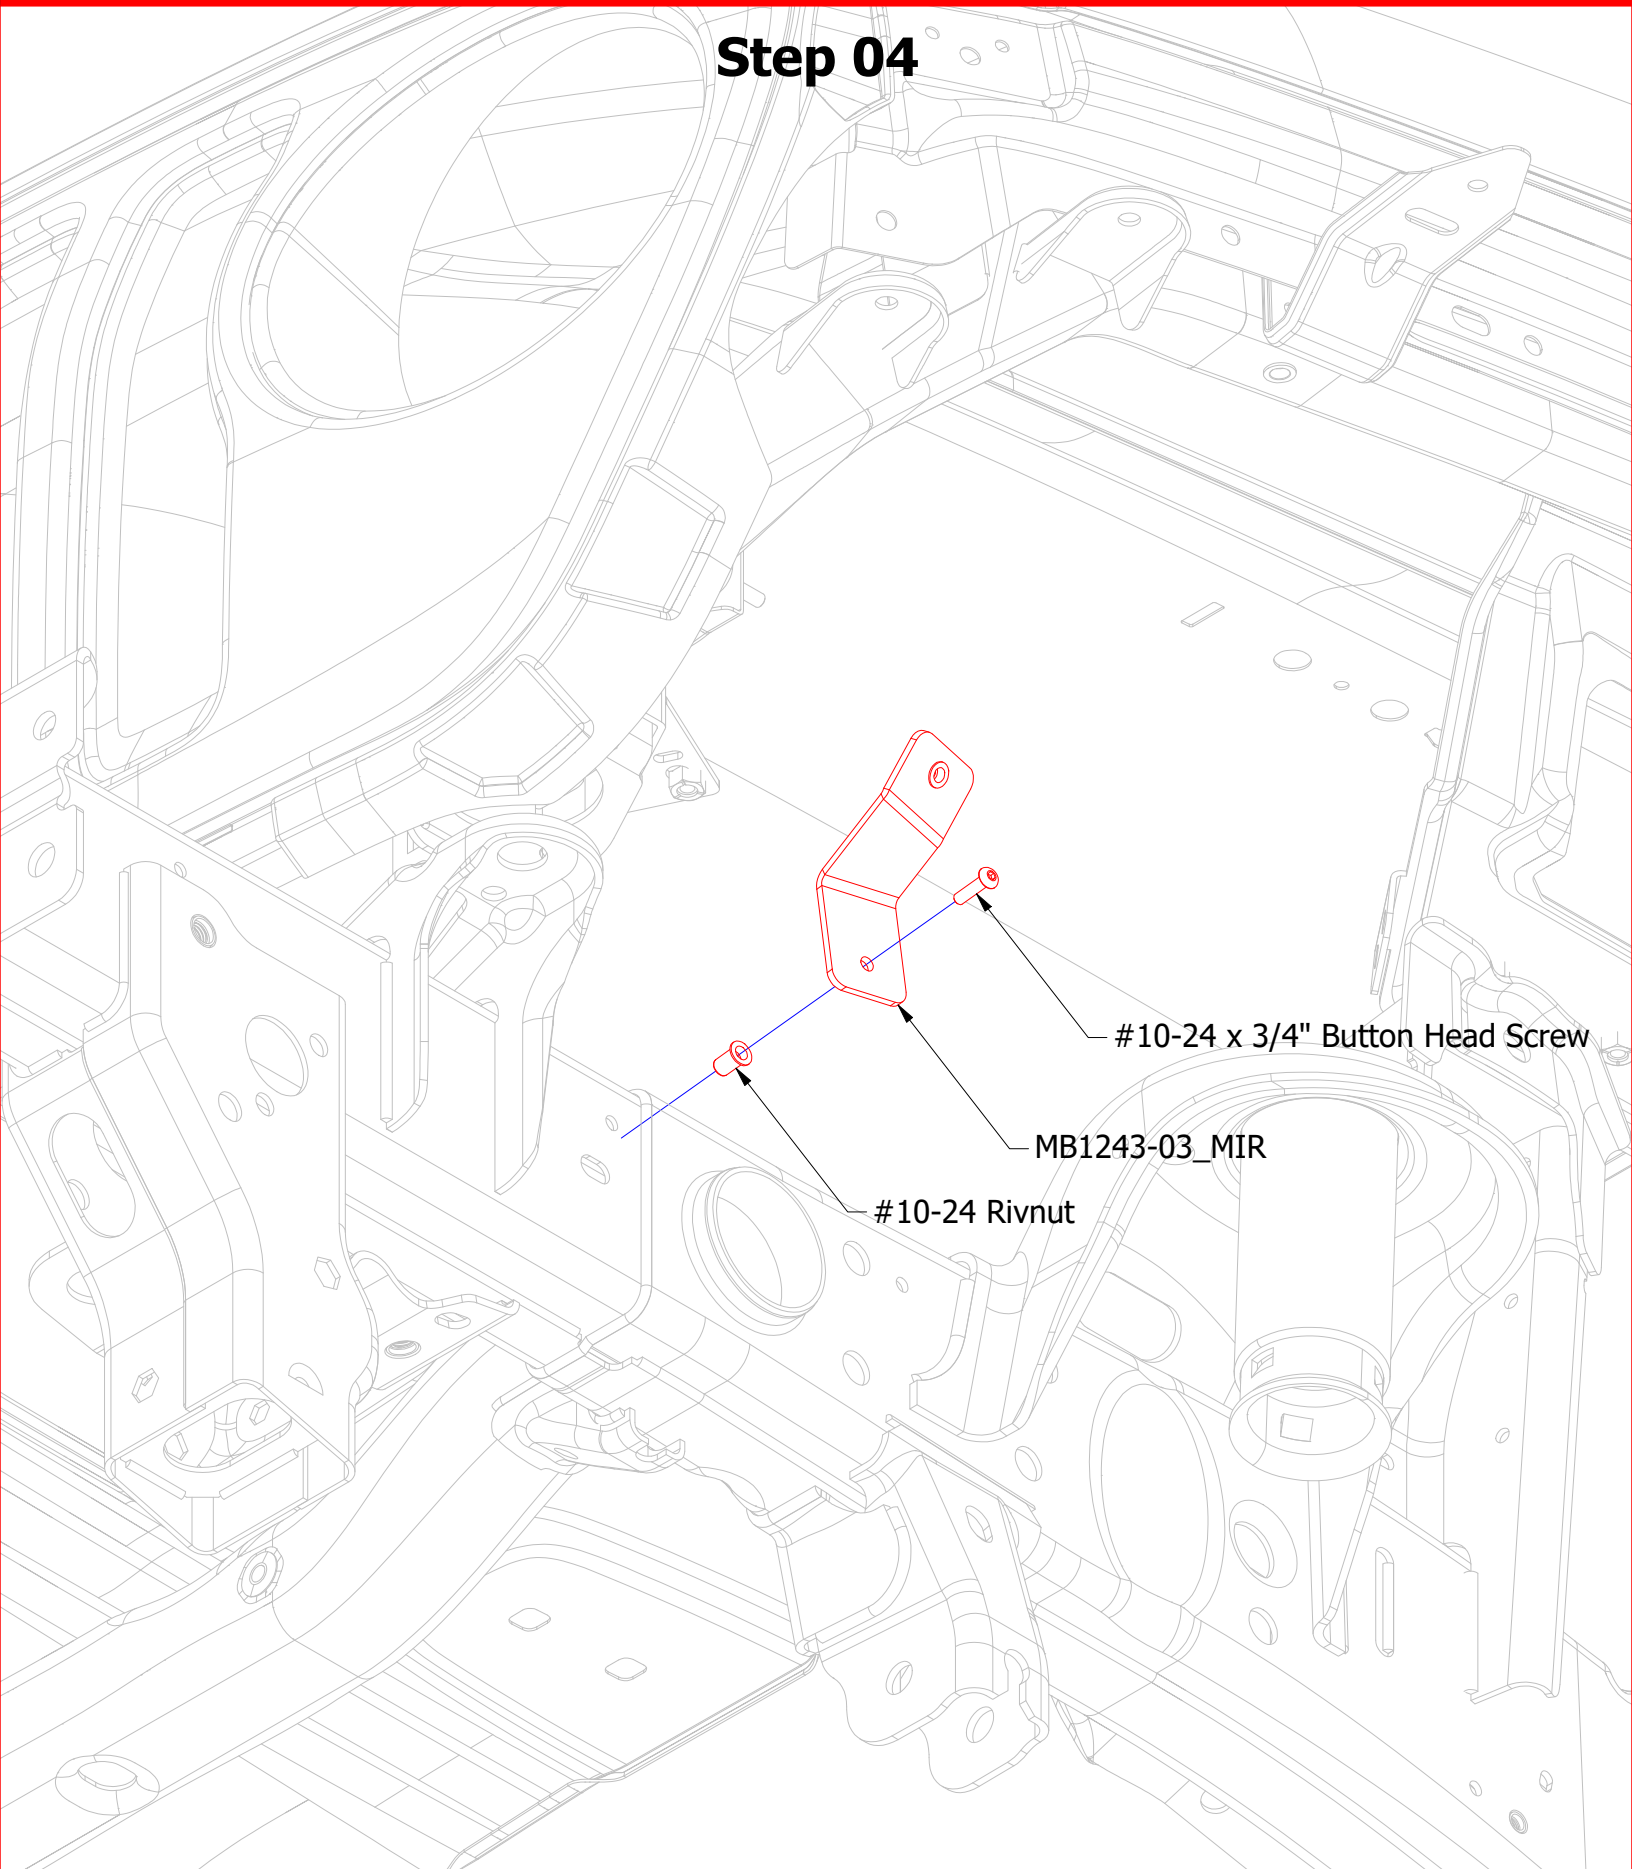 Step 04
#10-24 x 3/4" Button Head Screw
MB1243-03_MIR
#10-24 Rivnut